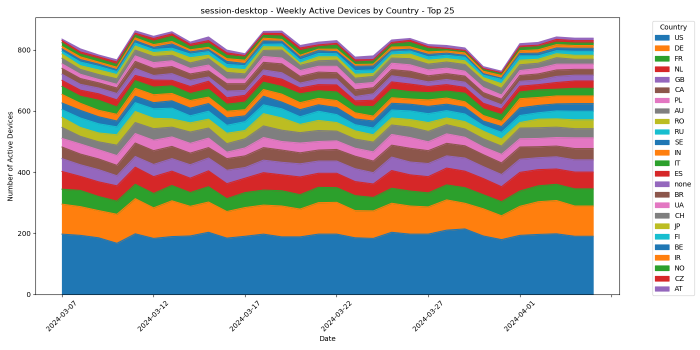 session-desktop - Weekly Active Devices by Country - Top 25
Number of Active Devices
800
600
400
200
0
2024-03-07
2024-03-12
2024-03-17
2024-03-22
2024-03-27
2024-04-01
Date
Country
US
DE
FR
NL
GB
CA
PL
AU
RO
RU
SE
IN
IT
ES
none
BR
UA
CH
JP
FI
BE
IR
NO
CZ
AT